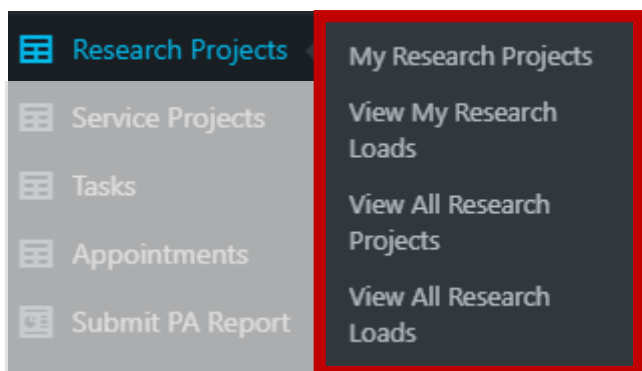 Research Projects
Service Projects
Tasks
Appointments
Submit PA Report
My Research Projects
View My Research
Loads
View All Research
Projects
View All Research
Loads